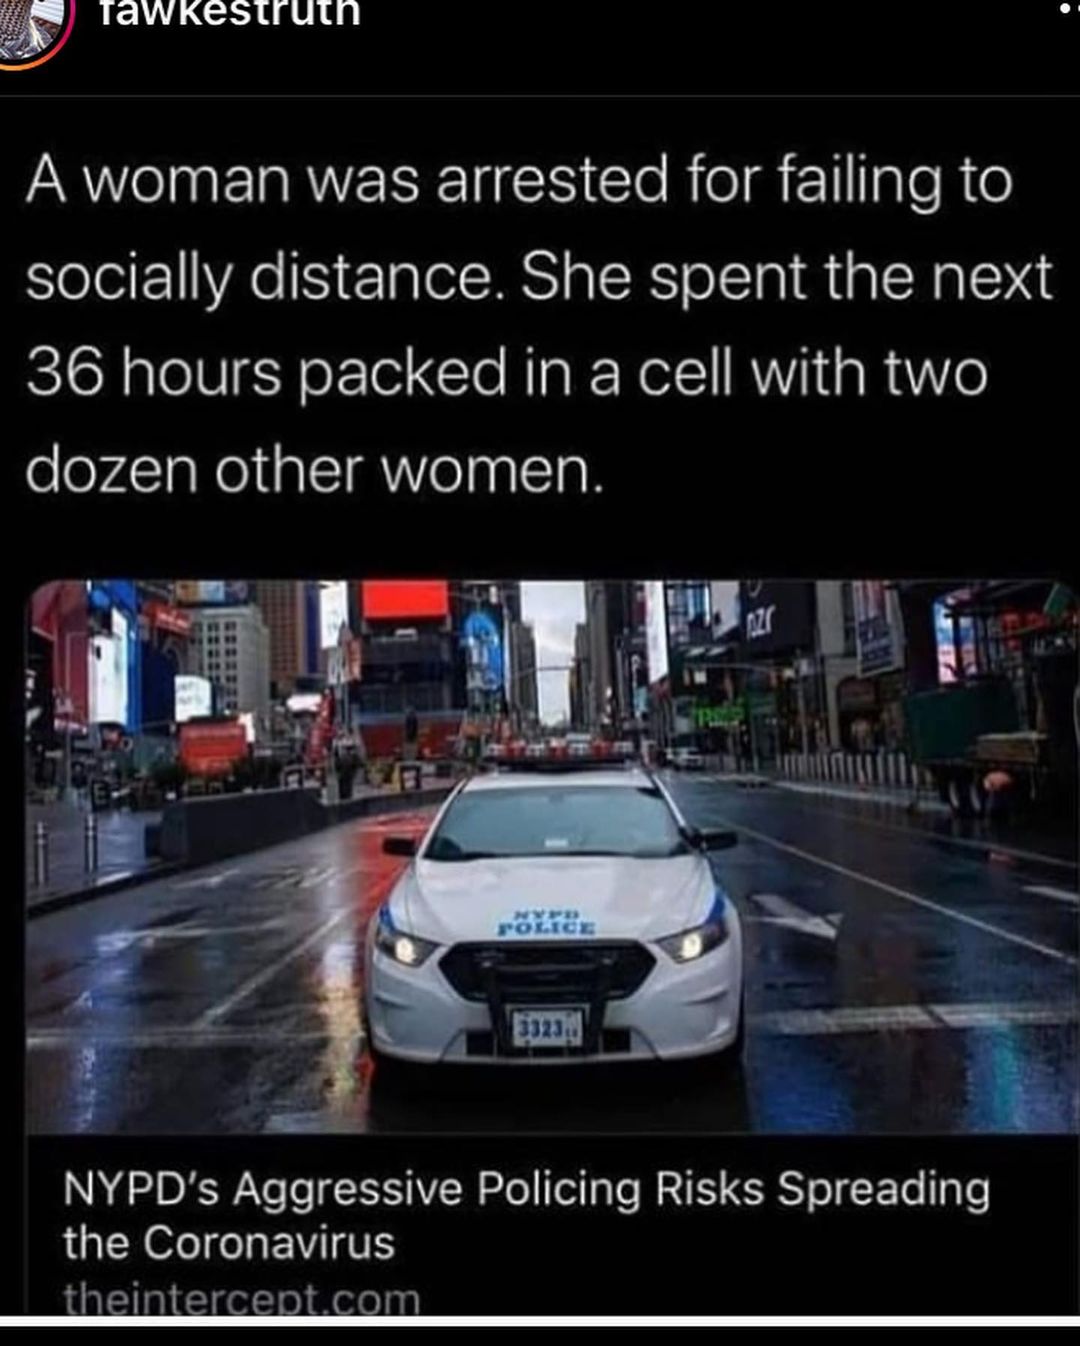 fawkestruth
A woman was arrested for failing to
socially distance. She spent the next
36 hours packed in a cell with two
dozen other women.
NYPD
POLICE
3323
NYPD's Aggressive Policing Risks Spreading
the Coronavirus
theintercept.com